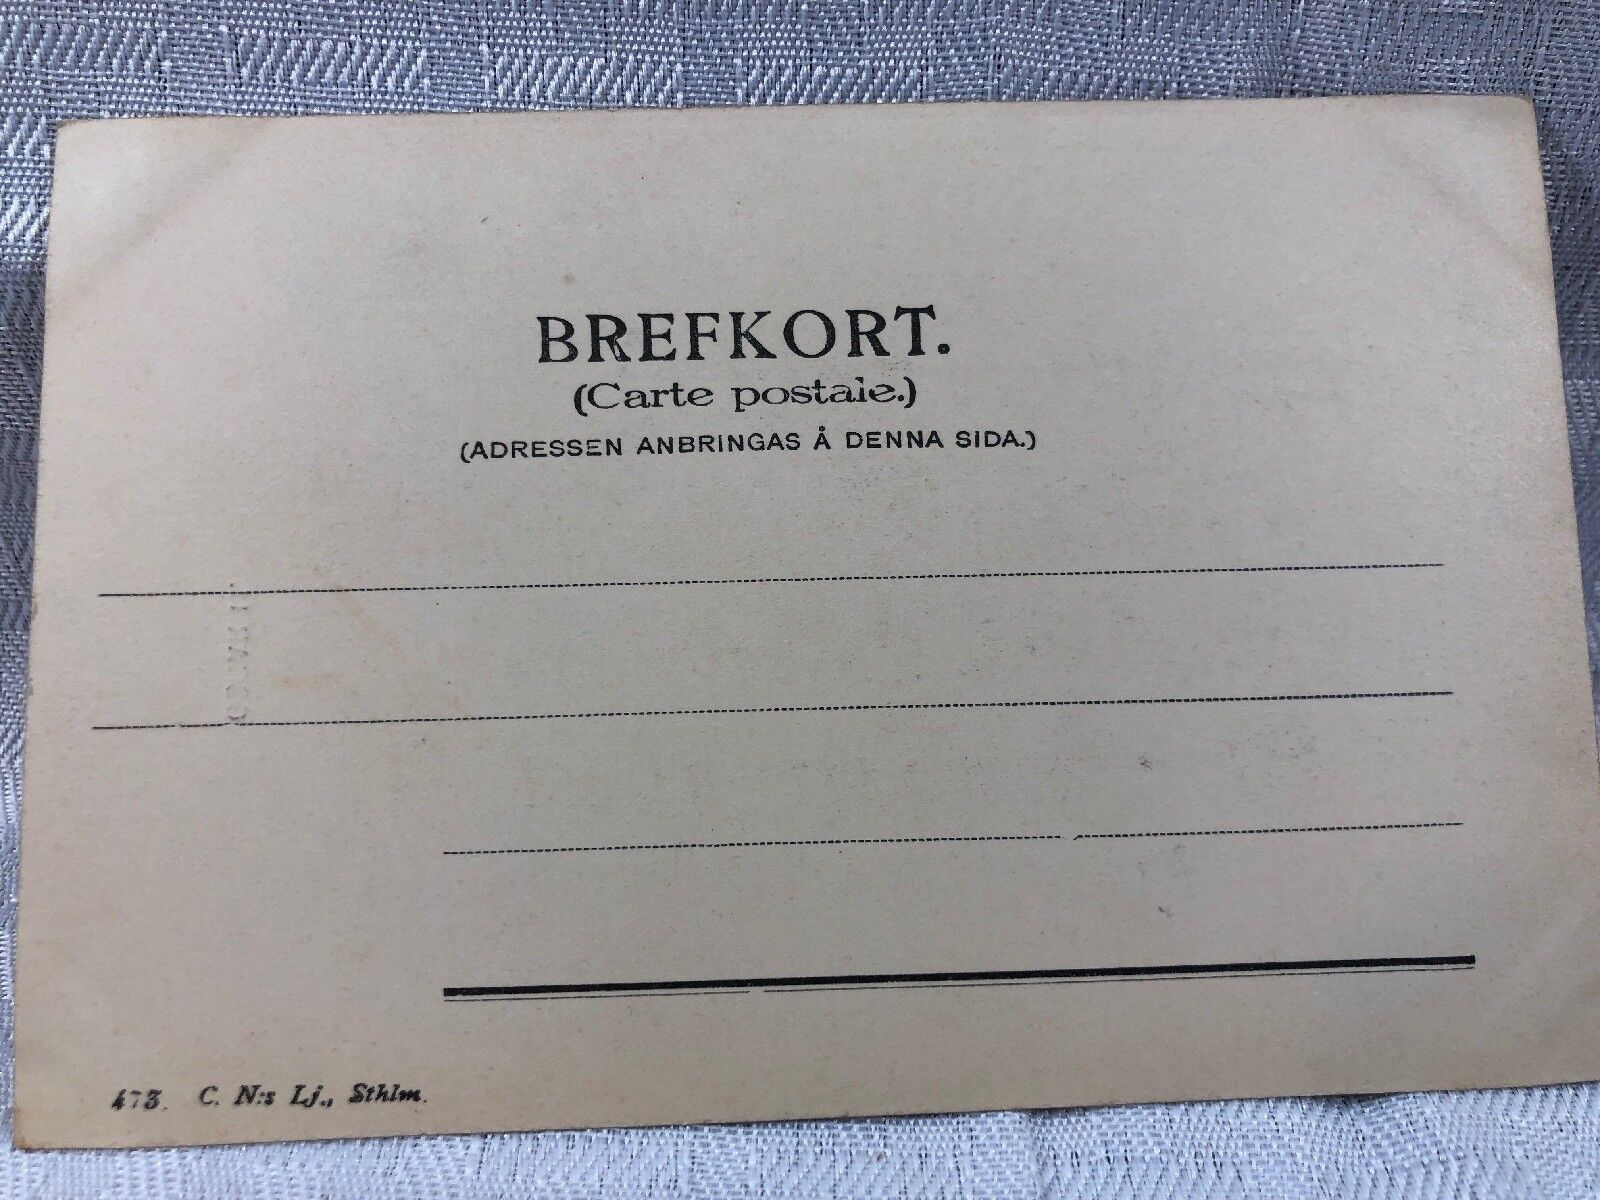 BREFKORT.
(Carte postale.)
(ADRESSEN ANBRINGAS Å DENNA SIDA.)
473. C. N:s Lj., Sthlm.